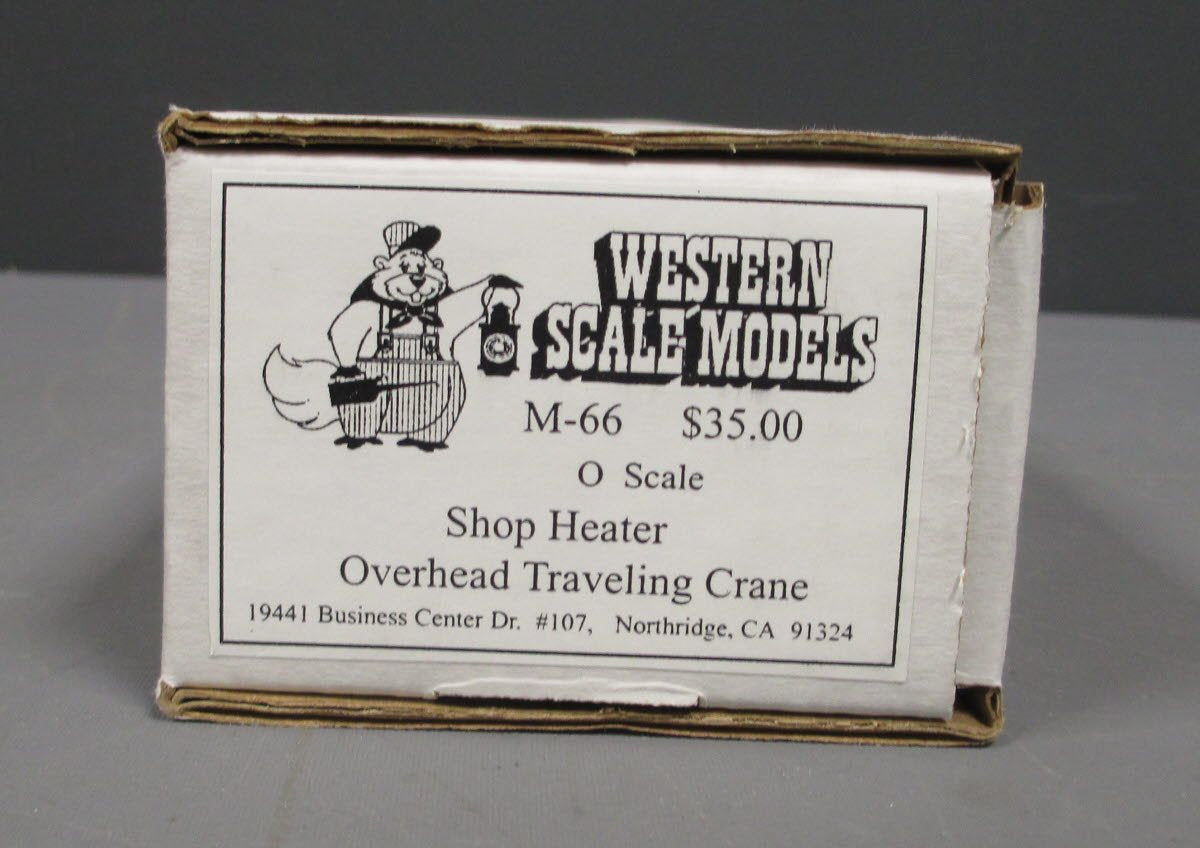 WESTERN
SCALE MODELS
M-66 $35.00
O Scale
Shop Heater
Overhead Traveling Crane
19441 Business Center Dr. #107, Northridge, CA 91324